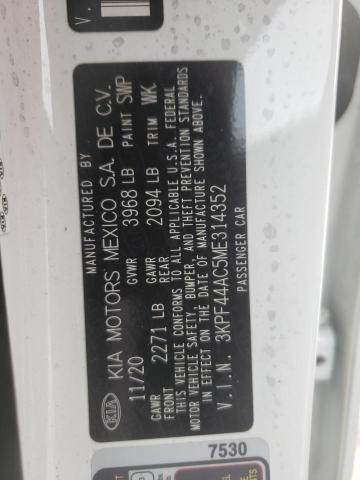 MANUFACTURED BY
KIA KIA MOTORS MEXICO S.A. DE C.V.
11/20 GVWR 3968 LB PAINT SWP
GAWR FRONT 2271 LB GAWR REAR 2094 LB TRIM WK
THIS VEHICLE CONFORMS TO ALL APPLICABLE U.S.A. FEDERAL
MOTOR VEHICLE SAFETY, BUMPER, AND THEFT PREVENTION STANDARDS
IN EFFECT ON THE DATE OF MANUFACTURE SHOWN ABOVE.
V.I.N. 3KPF44AC5ME314352
PASSENGER CAR
7530
V.